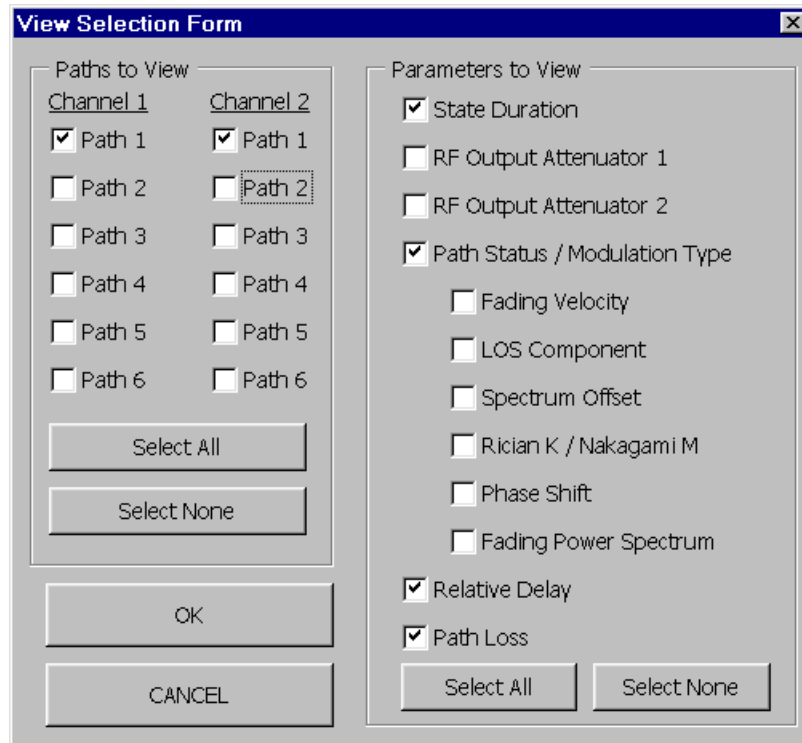 View Selection Form
Paths to View
Channel 1 Channel 2
Path 1 Path 1
Path 2 Path 2
Path 3 Path 3
Path 4 Path 4
Path 5 Path 5
Path 6 Path 6
Select All
Select None
OK
CANCEL
Parameters to View
State Duration
RF Output Attenuator 1
RF Output Attenuator 2
Path Status / Modulation Type
Fading Velocity
LOS Component
Spectrum Offset
Rician K / Nakagami M
Phase Shift
Fading Power Spectrum
Relative Delay
Path Loss
Select All Select None